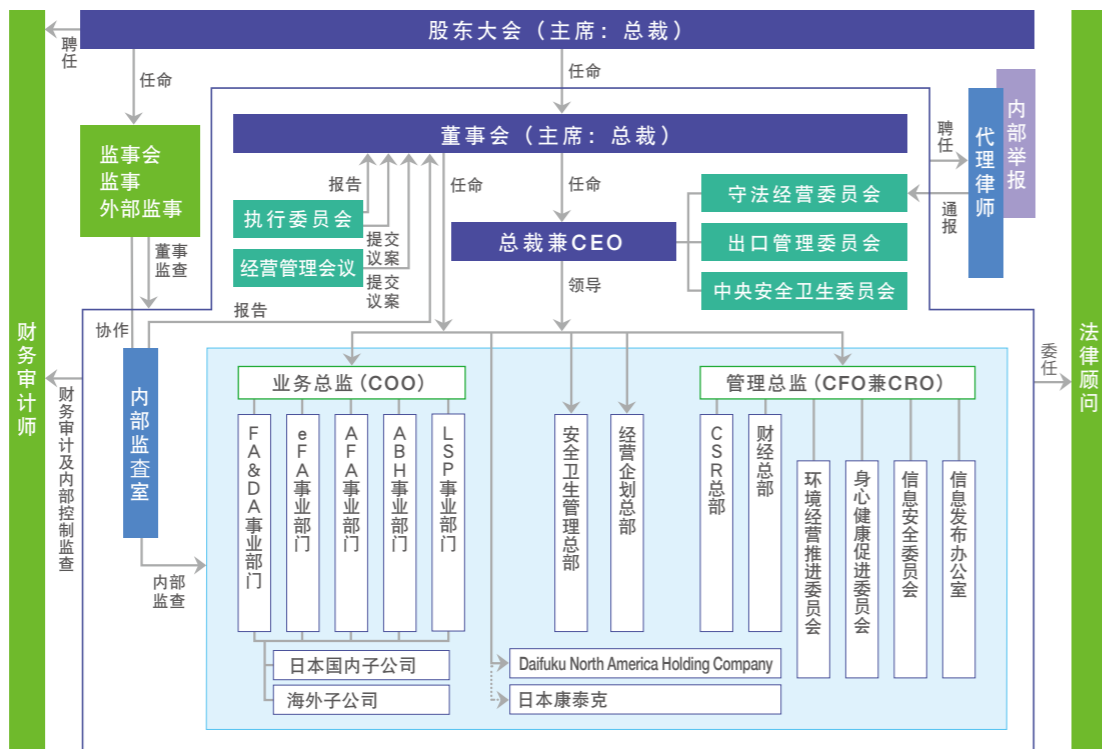 股东大会（主席：总裁）
聘任
任命
任命
内部举报
代理律师
董事会（主席：总裁）
聘任
监事会
监事
外部监事
报告
任命
任命
守法经营委员会
通报
执行委员会
提交
议案
总裁兼CEO
出口管理委员会
董事
监查
经营管理会议
提交
议案
领导
中央安全卫生委员会
协作
报告
财务审计师
法律顾问
委任
财务审计及内部控制监查
内部监查室
业务总监（COO）
管理总监（CFO兼CRO）
FA&DA事业部门
eFA事业部门
AFA事业部门
ABH事业部门
LSP事业部门
安全卫生管理总部
经营企划总部
CSR总部
财经总部
环境经营推进委员会
身心健康促进委员会
信息安全委员会
信息发布办公室
内部
监查
日本国内子公司
Daifuku North America Holding Company
海外子公司
日本康泰克